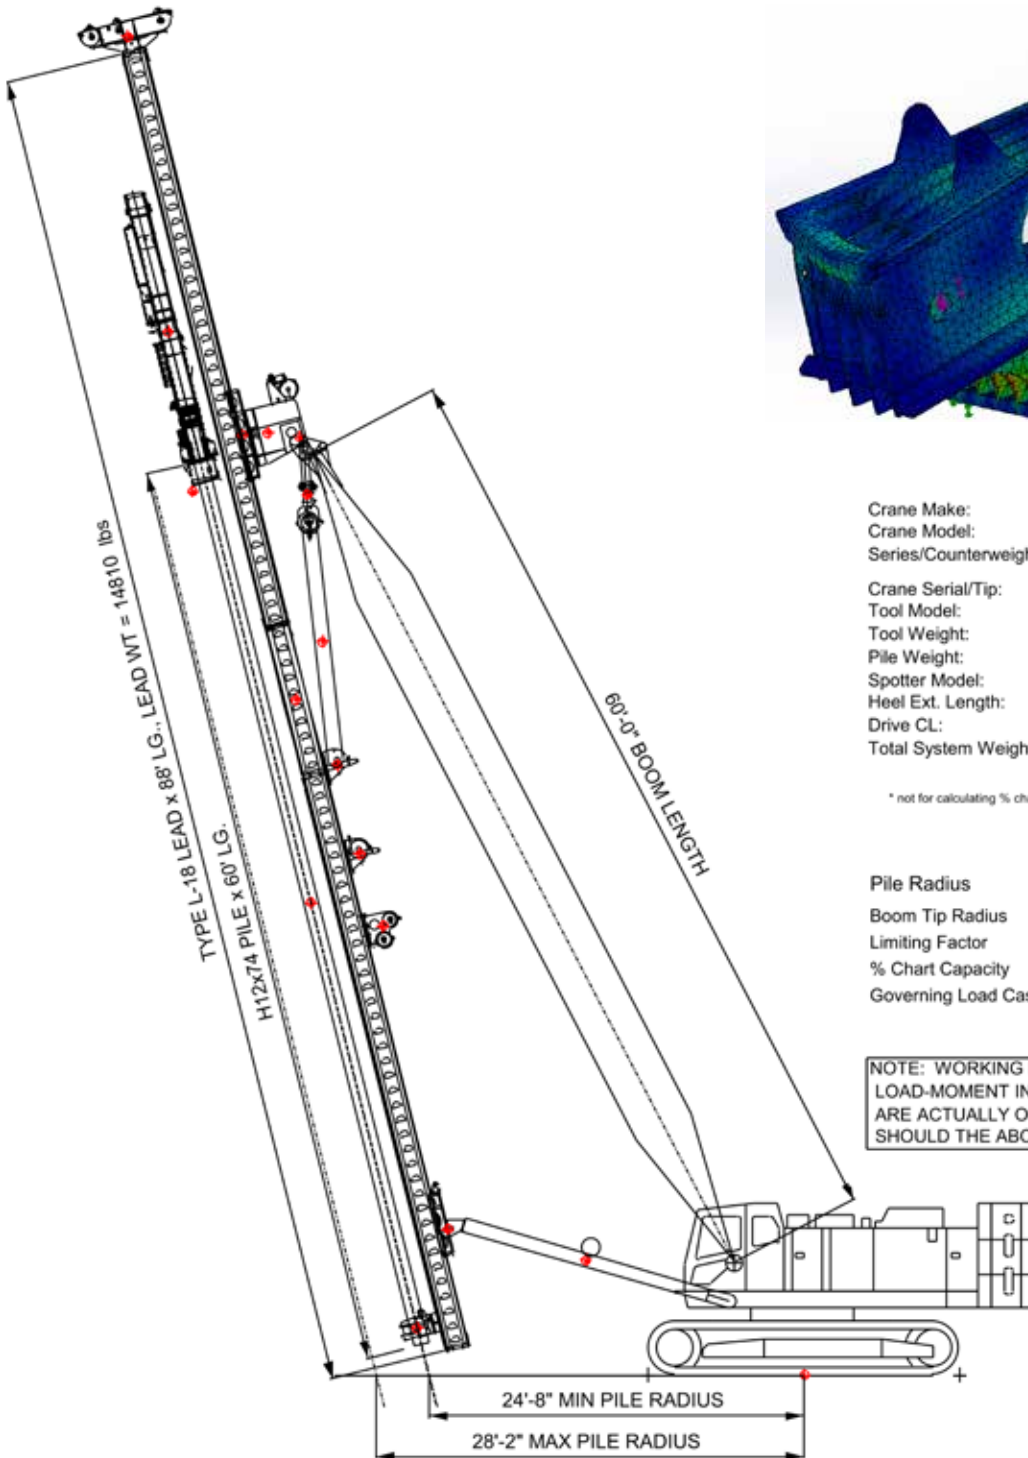 TYPE L-18 LEAD x 88' LG., LEAD WT = 14810 lbs
H12x74 PILE x 60' LG.
60'-0" BOOM LENGTH
Crane Make:
Crane Model:
Series/Counterweigh
Crane Serial/Tip:
Tool Model:
Tool Weight:
Pile Weight:
Spotter Model:
Heel Ext. Length:
Drive CL:
Total System Weigh
* not for calculating % ch
Pile Radius
Boom Tip Radius
Limiting Factor
% Chart Capacity
Governing Load Cas
NOTE: WORKING
LOAD-MOMENT IN
ARE ACTUALLY O
SHOULD THE ABO
24'-8" MIN PILE RADIUS
28'-2" MAX PILE RADIUS